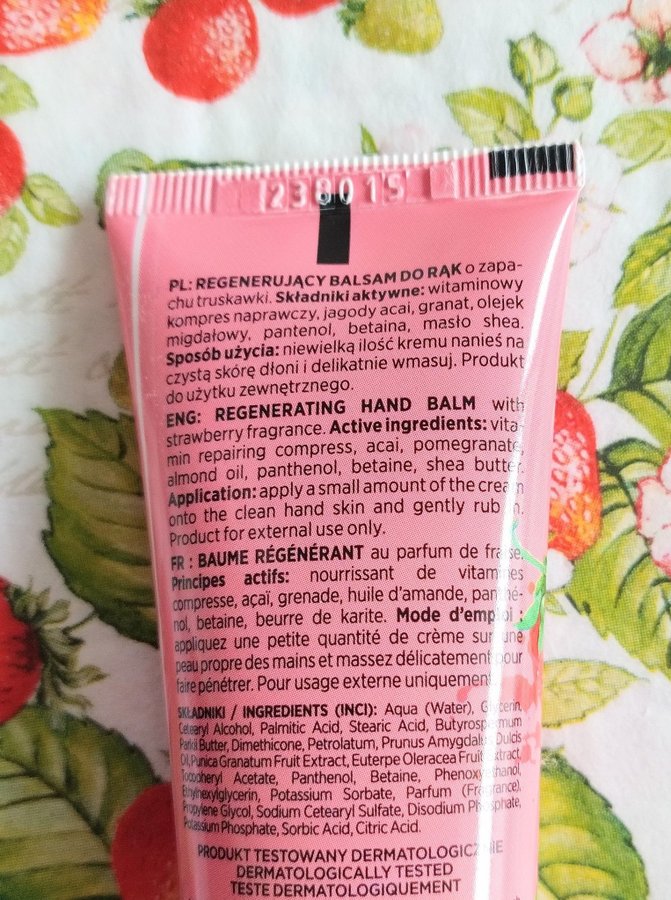 238015
PL: REGENERUJĄCY BALSAM DO RĄK o zapa-
chu truskawki. Składniki aktywne: witaminowy
kompres naprawczy, jagody acai, granat, olejek
migdałowy, pantenol, betaina, masło shea.
Sposób użycia: niewielką ilość kremu nanieś na
czystą skórę dłoni i delikatnie wmasuj. Produkt
do użytku zewnętrznego.
ENG: REGENERATING HAND BALM with
strawberry fragrance. Active ingredients: vita-
min repairing compress, acai, pomegranate,
almond oil, panthenol, betaine, shea butter.
Application: apply a small amount of the cream
onto the clean hand skin and gently rub in.
Product for external use only.
FR : BAUME RÉGÉNÉRANT au parfum de fraise.
Principes actifs: nourrissant de vitamines
compresse, açaï, grenade, huile d'amande, panthé-
nol, betaine, beurre de karite. Mode d'emploi :
appliquez une petite quantité de crème sur une
peau propre des mains et massez délicatement pour
faire pénétrer. Pour usage externe uniquement.
SKŁADNIKI / INGREDIENTS (INCI): Aqua (Water), Glycerin,
Cetearyl Alcohol, Palmitic Acid, Stearic Acid, Butyrospermum
Parkii Butter, Dimethicone, Petrolatum, Prunus Amygdalus Dulcis
Oil, Punica Granatum Fruit Extract, Euterpe Oleracea Fruit Extract,
Tocopheryl Acetate, Panthenol, Betaine, Phenoxyethanol,
Ethylhexylglycerin, Potassium Sorbate, Parfum (Fragrance),
Propylene Glycol, Sodium Cetearyl Sulfate, Disodium Phosphate,
Potassium Phosphate, Sorbic Acid, Citric Acid.
PRODUKT TESTOWANY DERMATOLOGICZNIE
DERMATOLOGICALLY TESTED
TESTE DERMATOLOGIQUEMENT